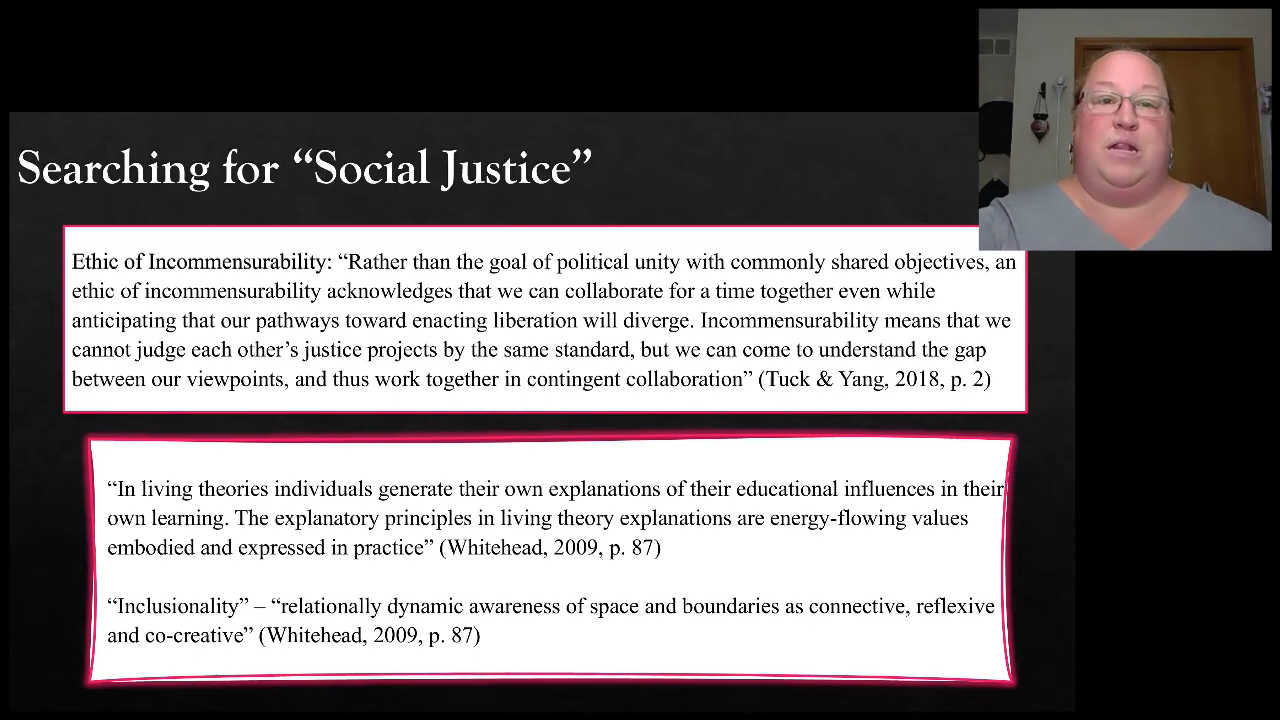 Searching for “Social Justice”
Ethic of Incommensurability: “Rather than the goal of political unity with commonly shared objectives, an
ethic of incommensurability acknowledges that we can collaborate for a time together even while
anticipating that our pathways toward enacting liberation will diverge. Incommensurability means that we
cannot judge each other’s justice projects by the same standard, but we can come to understand the gap
between our viewpoints, and thus work together in contingent collaboration” (Tuck & Yang, 2018, p. 2)
“In living theories individuals generate their own explanations of their educational influences in their
own learning. The explanatory principles in living theory explanations are energy-flowing values
embodied and expressed in practice” (Whitehead, 2009, p. 87)
“Inclusionality” – “relationally dynamic awareness of space and boundaries as connective, reflexive
and co-creative” (Whitehead, 2009, p. 87)